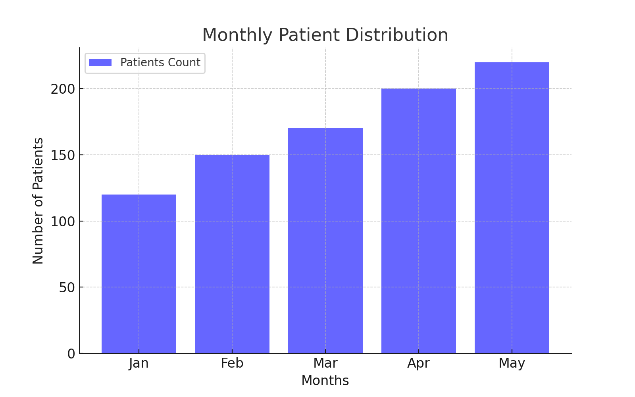 Monthly Patient Distribution
Patients Count
Number of Patients
200
150
100
50
0
Jan Feb Mar Apr May
Months